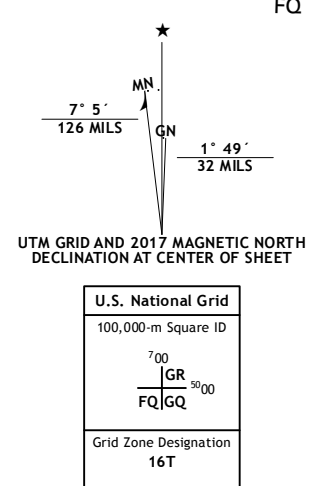 FQ
★
MN
GN
7° 5´
126 MILS
1° 49´
32 MILS
UTM GRID AND 2017 MAGNETIC NORTH
DECLINATION AT CENTER OF SHEET
U.S. National Grid
100,000-m Square ID
700
GR
5000
FQ GQ
Grid Zone Designation
16T